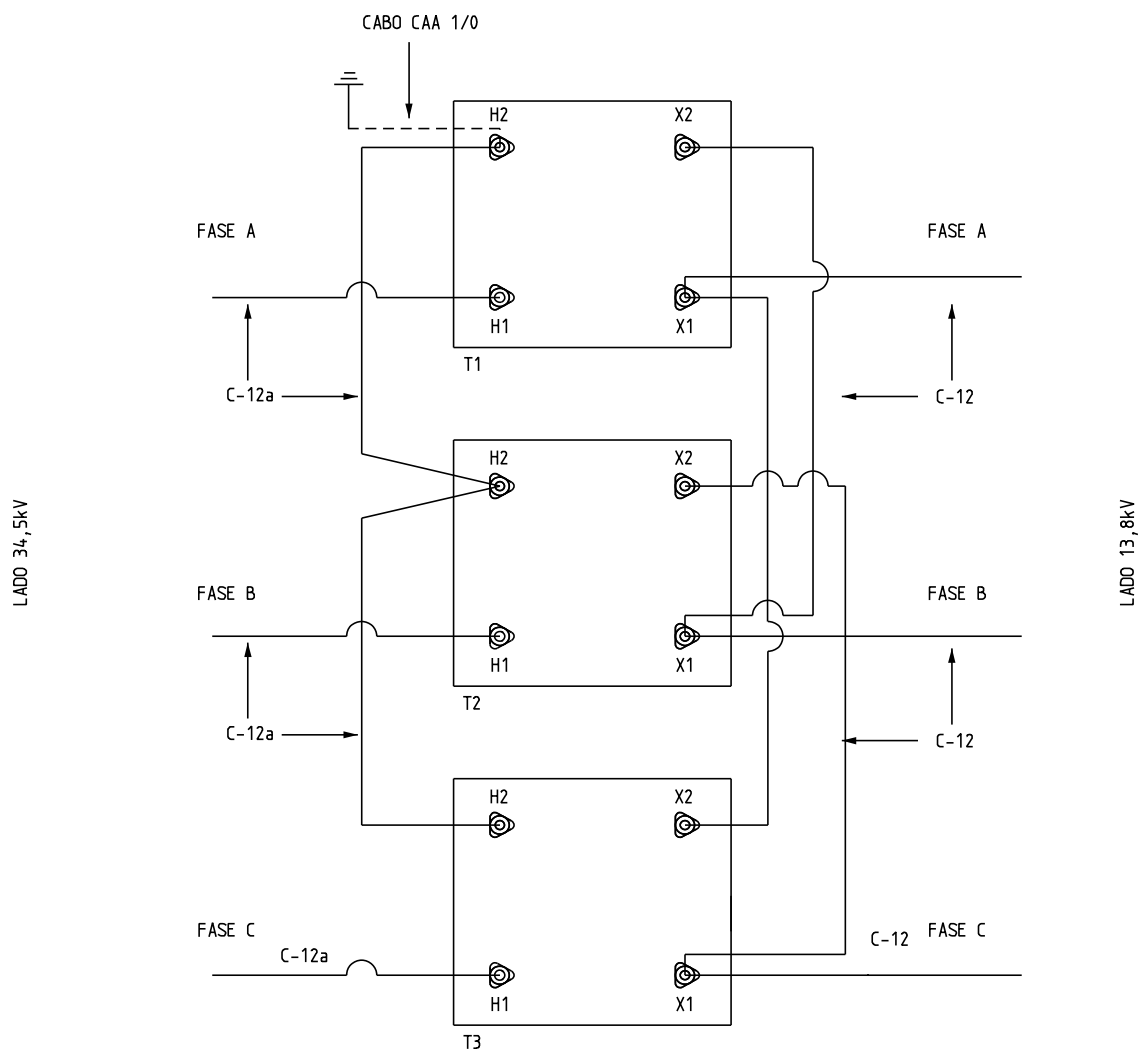 CABO CAA 1/0
H2
X2
FASE A
FASE A
H1
X1
T1
C-12a
C-12
H2
X2
LADO 34,5kV
LADO 13,8kV
FASE B
FASE B
H1
X1
T2
C-12a
C-12
H2
X2
FASE C
C-12
FASE C
C-12a
H1
X1
T3